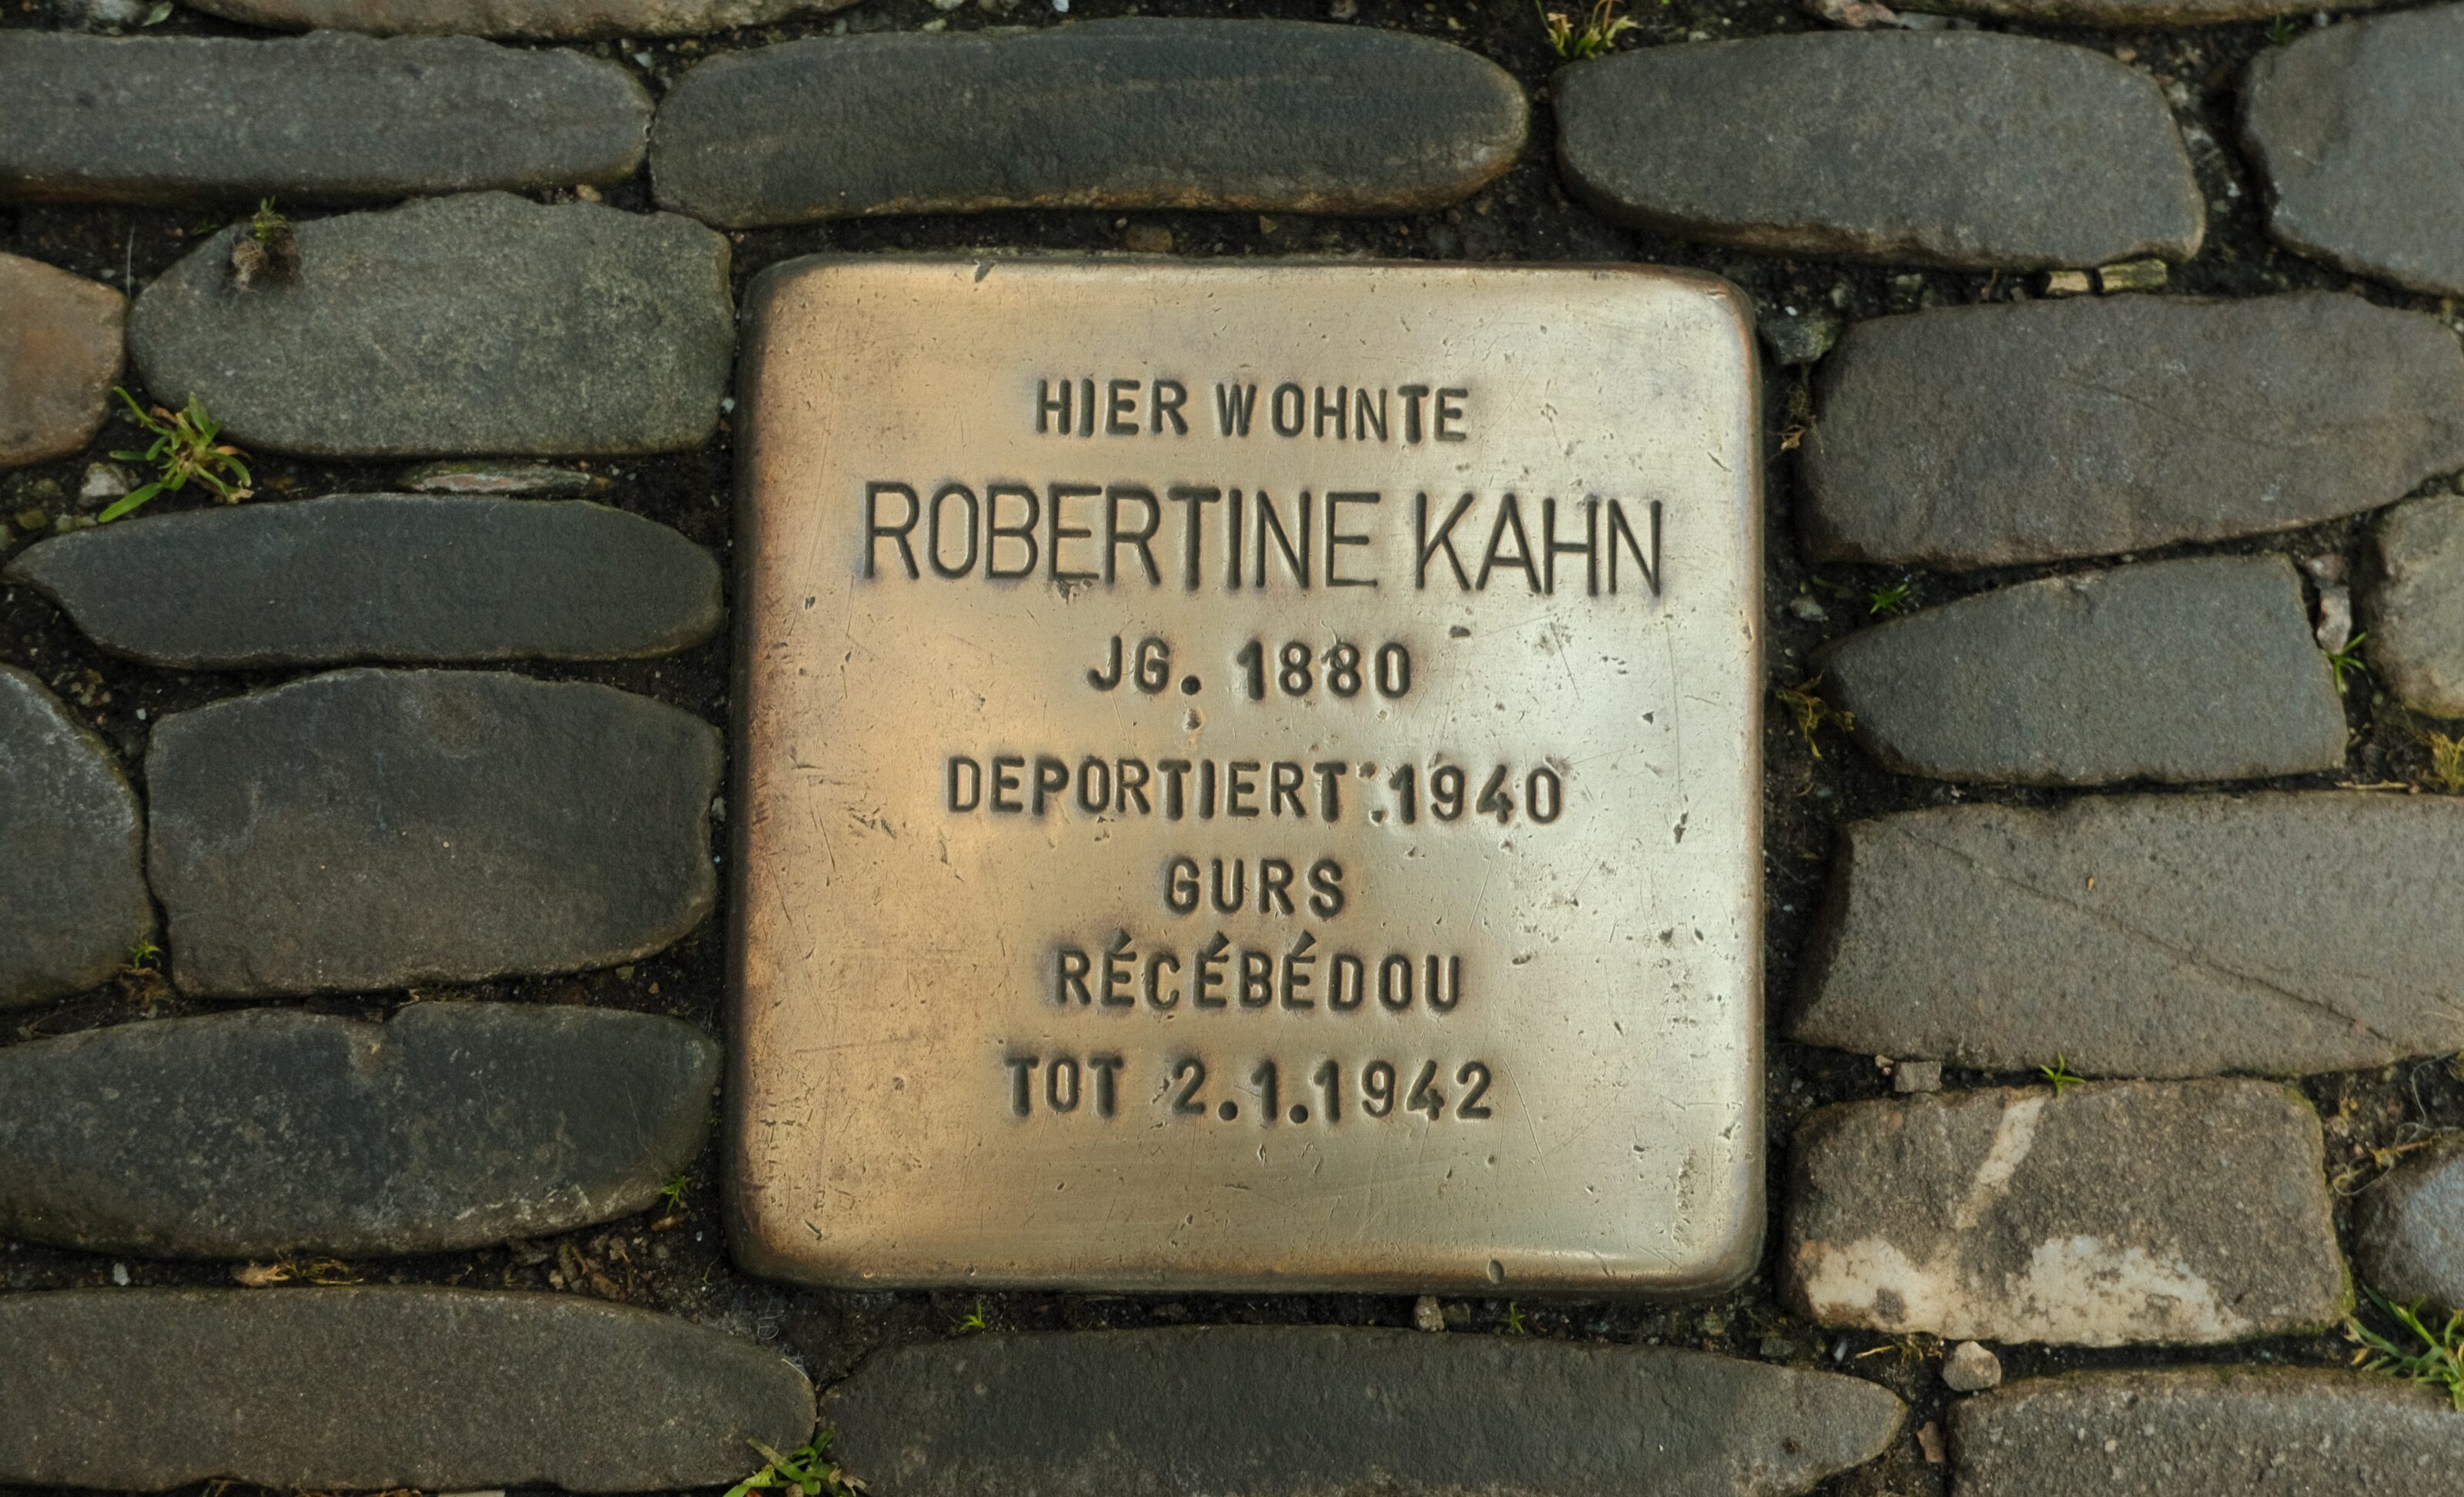 HIER WOHNTE
ROBERTINE KAHN
JG. 1880
DEPORTIERT 1940
GURS
RÉCÉBÉDOU
TOT 2.1.1942